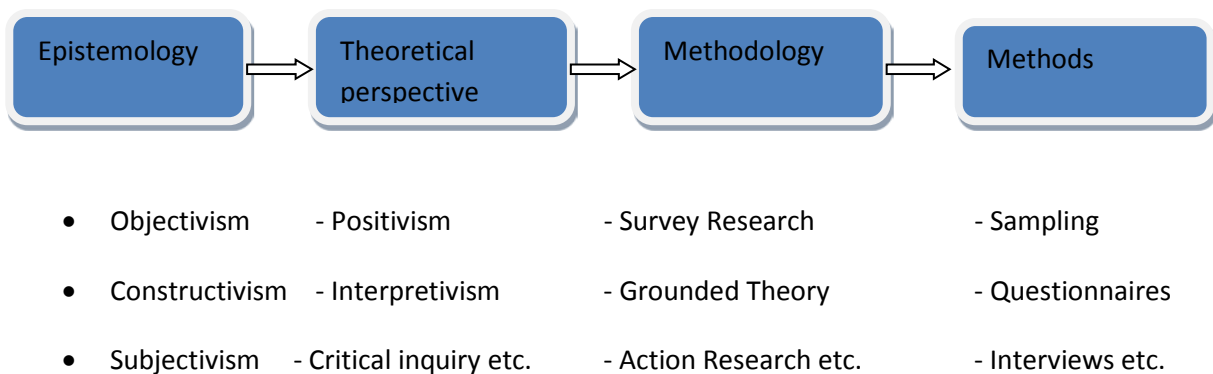 Epistemology
Theoretical
perspective
Methodology
Methods
• Objectivism - Positivism - Survey Research - Sampling
• Constructivism - Interpretivism - Grounded Theory - Questionnaires
• Subjectivism - Critical inquiry etc. - Action Research etc. - Interviews etc.